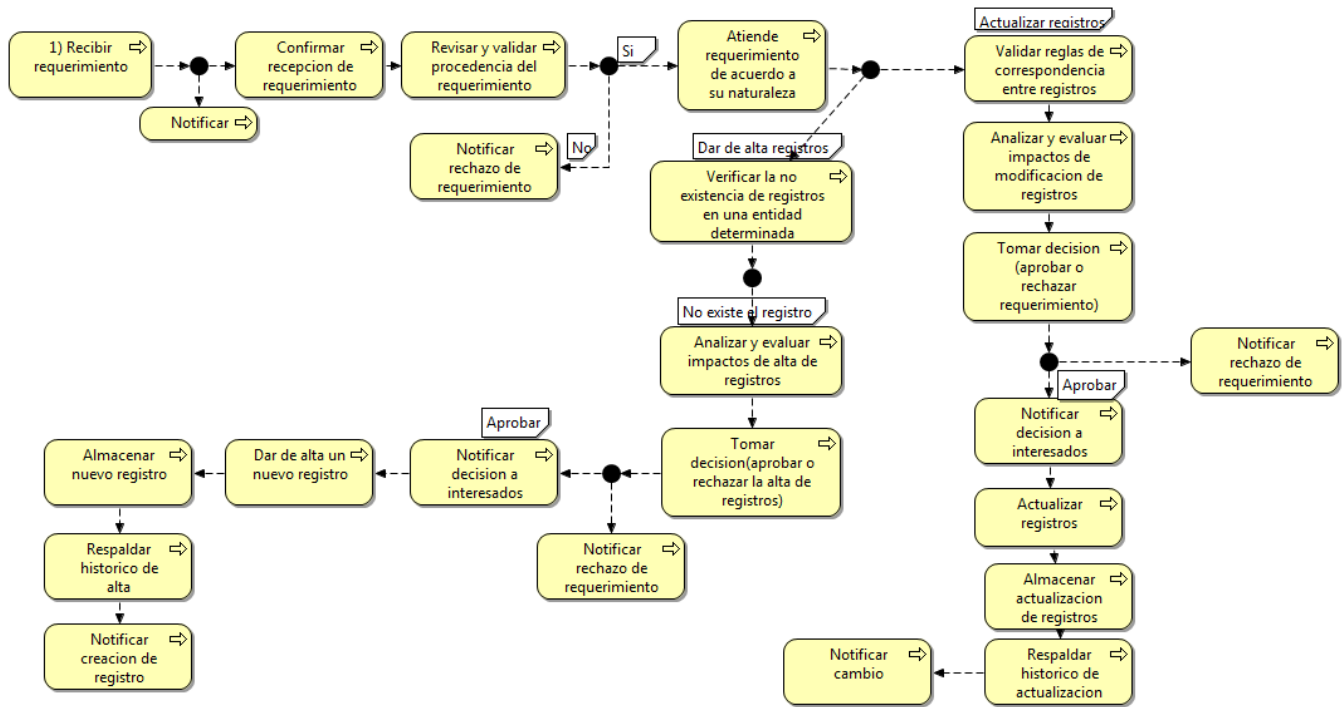 Actualizar registros
1) Recibir
requerimiento
Confirmar
recepcion de
requerimiento
Revisar y validar
procedencia del
requerimiento
Si
Atiende
requerimiento
de acuerdo a
su naturaleza
Validar reglas de
correspondencia
entre registros
Notificar
Notificar
rechazo de
requerimiento
No
Dar de alta registros
Verificar la no
existencia de registros
en una entidad
determinada
Analizar y evaluar
impactos de
modificacion de
registros
Tomar decision
(aprobar o
rechazar
requerimiento)
No existe el registro
Analizar y evaluar
impactos de alta de
registros
Notificar
rechazo de
requerimiento
Aprobar
Notificar
decision a
interesados
Aprobar
Almacenar
nuevo registro
Dar de alta un
nuevo registro
Notificar
decision a
interesados
Tomar
decision(aprobar o
rechazar la alta de
registros)
Actualizar
registros
Respaldar
historico de
alta
Notificar
rechazo de
requerimiento
Almacenar
actualizacion
de registros
Notificar
creacion de
registro
Notificar
cambio
Respaldar
historico de
actualizacion